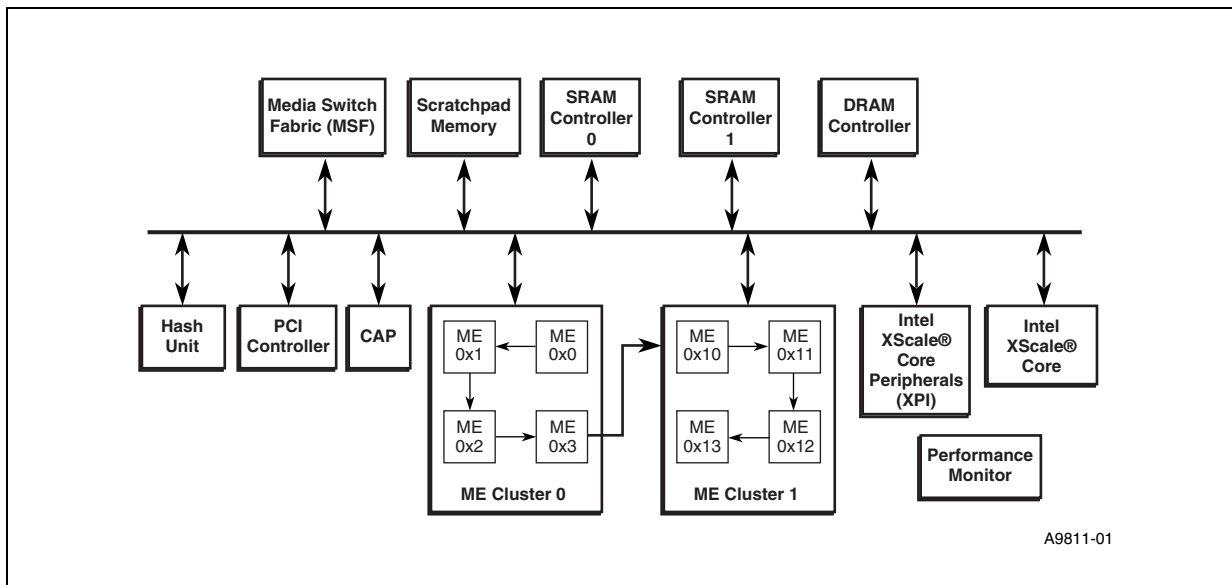 Media Switch
Fabric (MSF)
Scratchpad
Memory
SRAM
Controller
0
SRAM
Controller
1
DRAM
Controller
Hash
Unit
PCI
Controller
CAP
ME
0x1
ME
0x0
ME
0x2
ME
0x3
ME Cluster 0
ME
0x10
ME
0x11
ME
0x13
ME
0x12
ME Cluster 1
Intel
XScale®
Core
Peripherals
(XPI)
Intel
XScale®
Core
Performance
Monitor
A9811-01